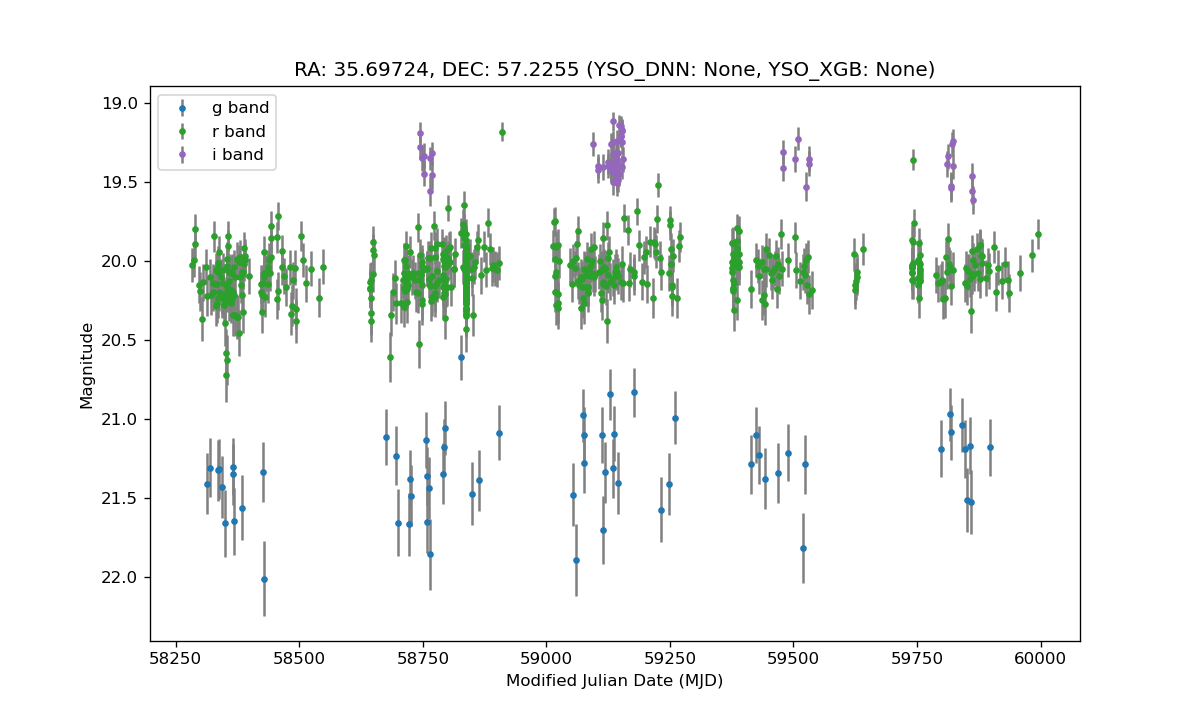 RA: 35.69724, DEC: 57.2255 (YSO_DNN: None, YSO_XGB: None)
g band
r band
i band
Magnitude
19.0
19.5
20.0
20.5
21.0
21.5
22.0
58250 58500 58750 59000 59250 59500 59750 60000
Modified Julian Date (MJD)